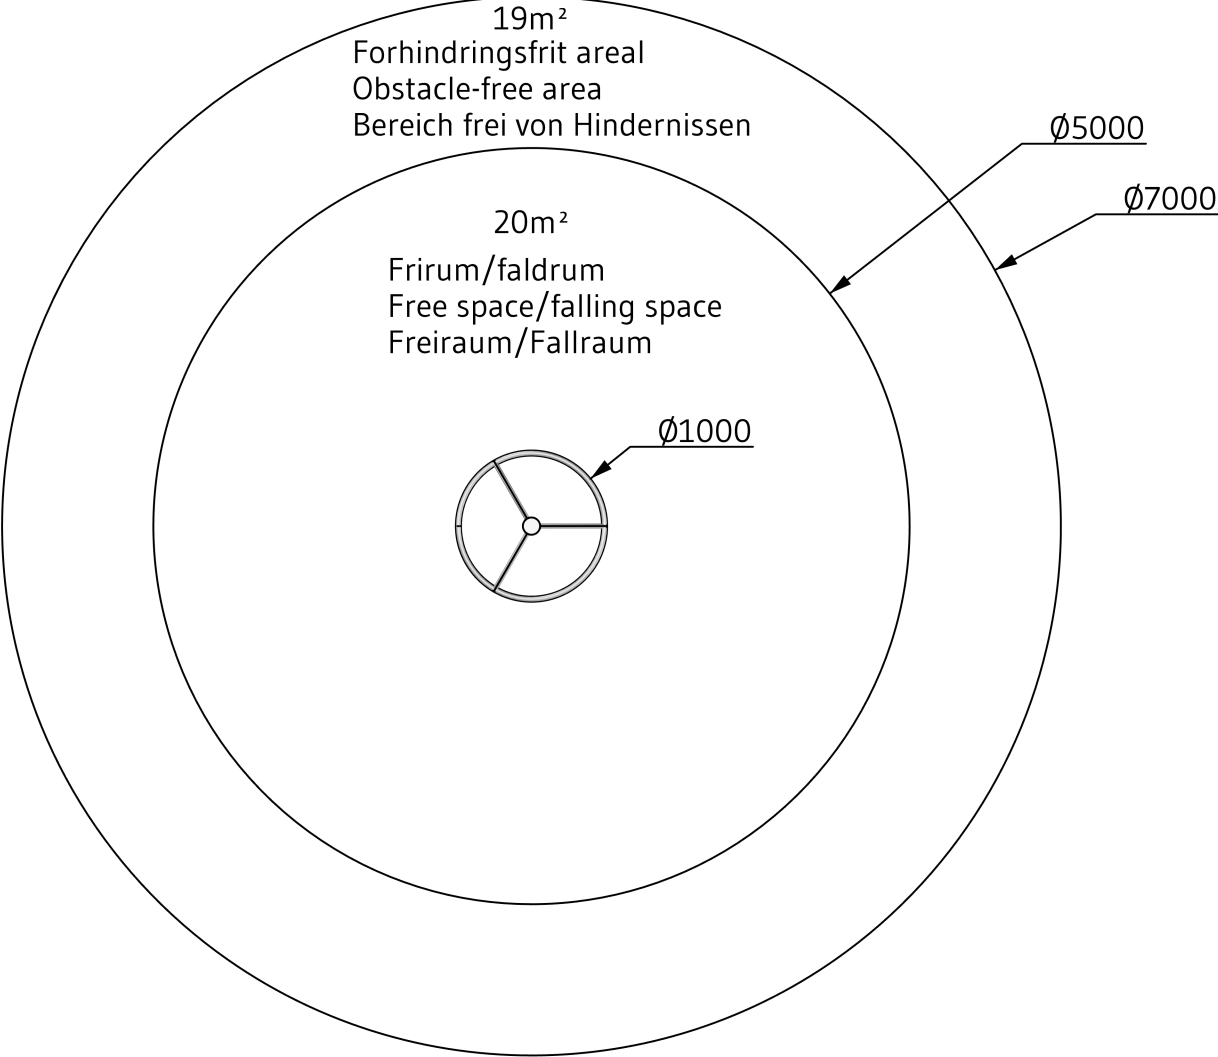 19m²
Forhindringsfrit areal
Obstacle-free area
Bereich frei von Hindernissen
Ø5000
Ø7000
20m²
Frirum/faldrum
Free space/falling space
Freiraum/Fallraum
Ø1000